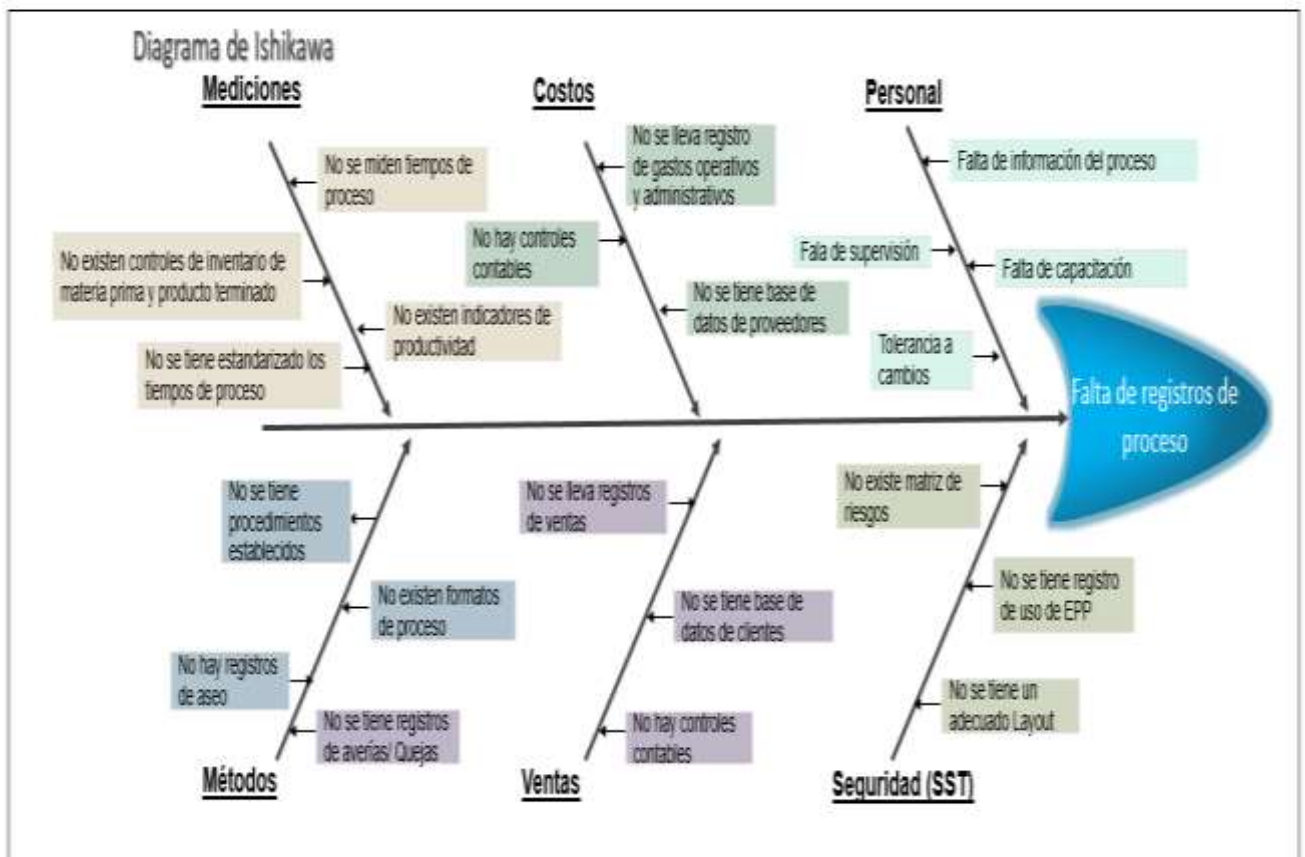 Diagrama de Ishikawa
Mediciones
Costos
Personal
No se miden tiempos de
proceso
No existen controles de inventario de
materia prima y producto terminado
No existen indicadores de
productividad
No se tiene estandarizado los
tiempos de proceso
No se lleva registro
de gastos operativos
y administrativos
No hay controles
contables
No se tiene base de
datos de proveedores
Falta de información del proceso
Fala de supervisión
Falta de capacitación
Tolerancia a
cambios
Falta de registros de
proceso
No se tiene
procedimientos
establecidos
No existen formatos
de proceso
No hay registros
de aseo
No se tiene registros
de averías/ Quejas
No se lleva registros
de ventas
No se tiene base de
datos de clientes
No hay controles
contables
No existe matriz de
riesgos
No se tiene registro
de uso de EPP
No se tiene un
adecuado Layout
Métodos
Ventas
Seguridad (SST)